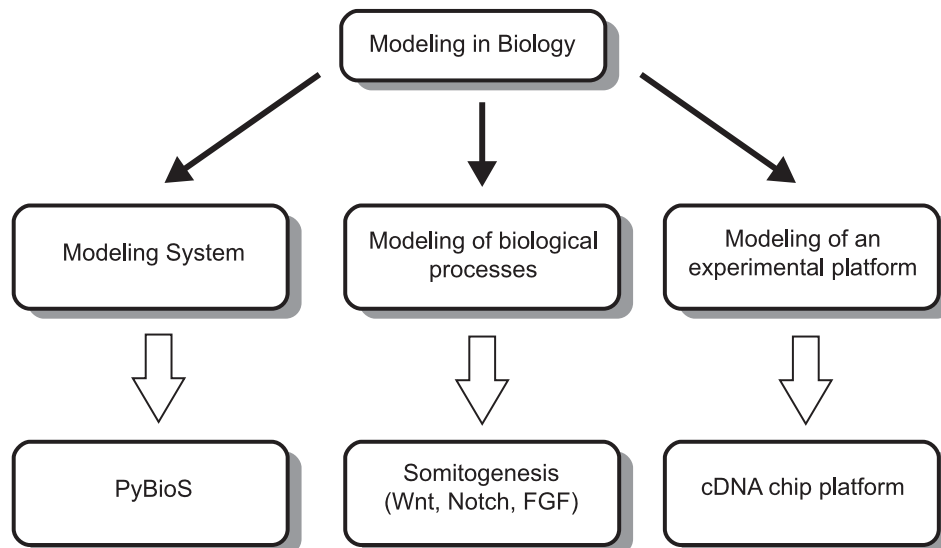 Modeling in Biology
Modeling System
Modeling of biological
processes
Modeling of an
experimental platform
PyBioS
Somitogenesis
(Wnt, Notch, FGF)
cDNA chip platform